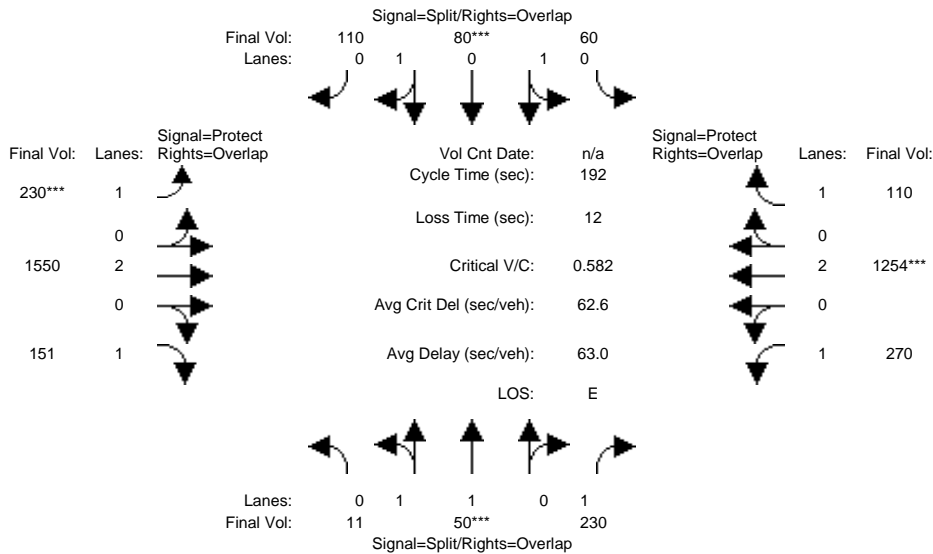 Signal=Split/Rights=Overlap
Final Vol: 110 80*** 60
Lanes: 0 1 0 1 0
Signal=Protect Signal=Protect
Final Vol: Lanes: Rights=Overlap Vol Cnt Date: n/a Rights=Overlap Lanes: Final Vol:
Cycle Time (sec): 192
230*** 1 1 110
Loss Time (sec): 12
0 0
1550 2 Critical V/C: 0.582 2 1254***
0 Avg Crit Del (sec/veh): 62.6 0
151 1 Avg Delay (sec/veh): 63.0 1 270
LOS: E
Lanes: 0 1 1 0 1
Final Vol: 11 50*** 230
Signal=Split/Rights=Overlap